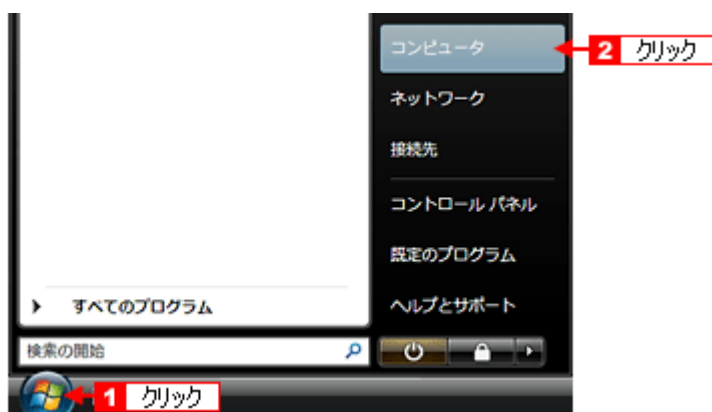 コンピュータ
2 クリック
ネットワーク
接続先
コントロール パネル
既定のプログラム
すべてのプログラム
ヘルプとサポート
検索の開始
1 クリック